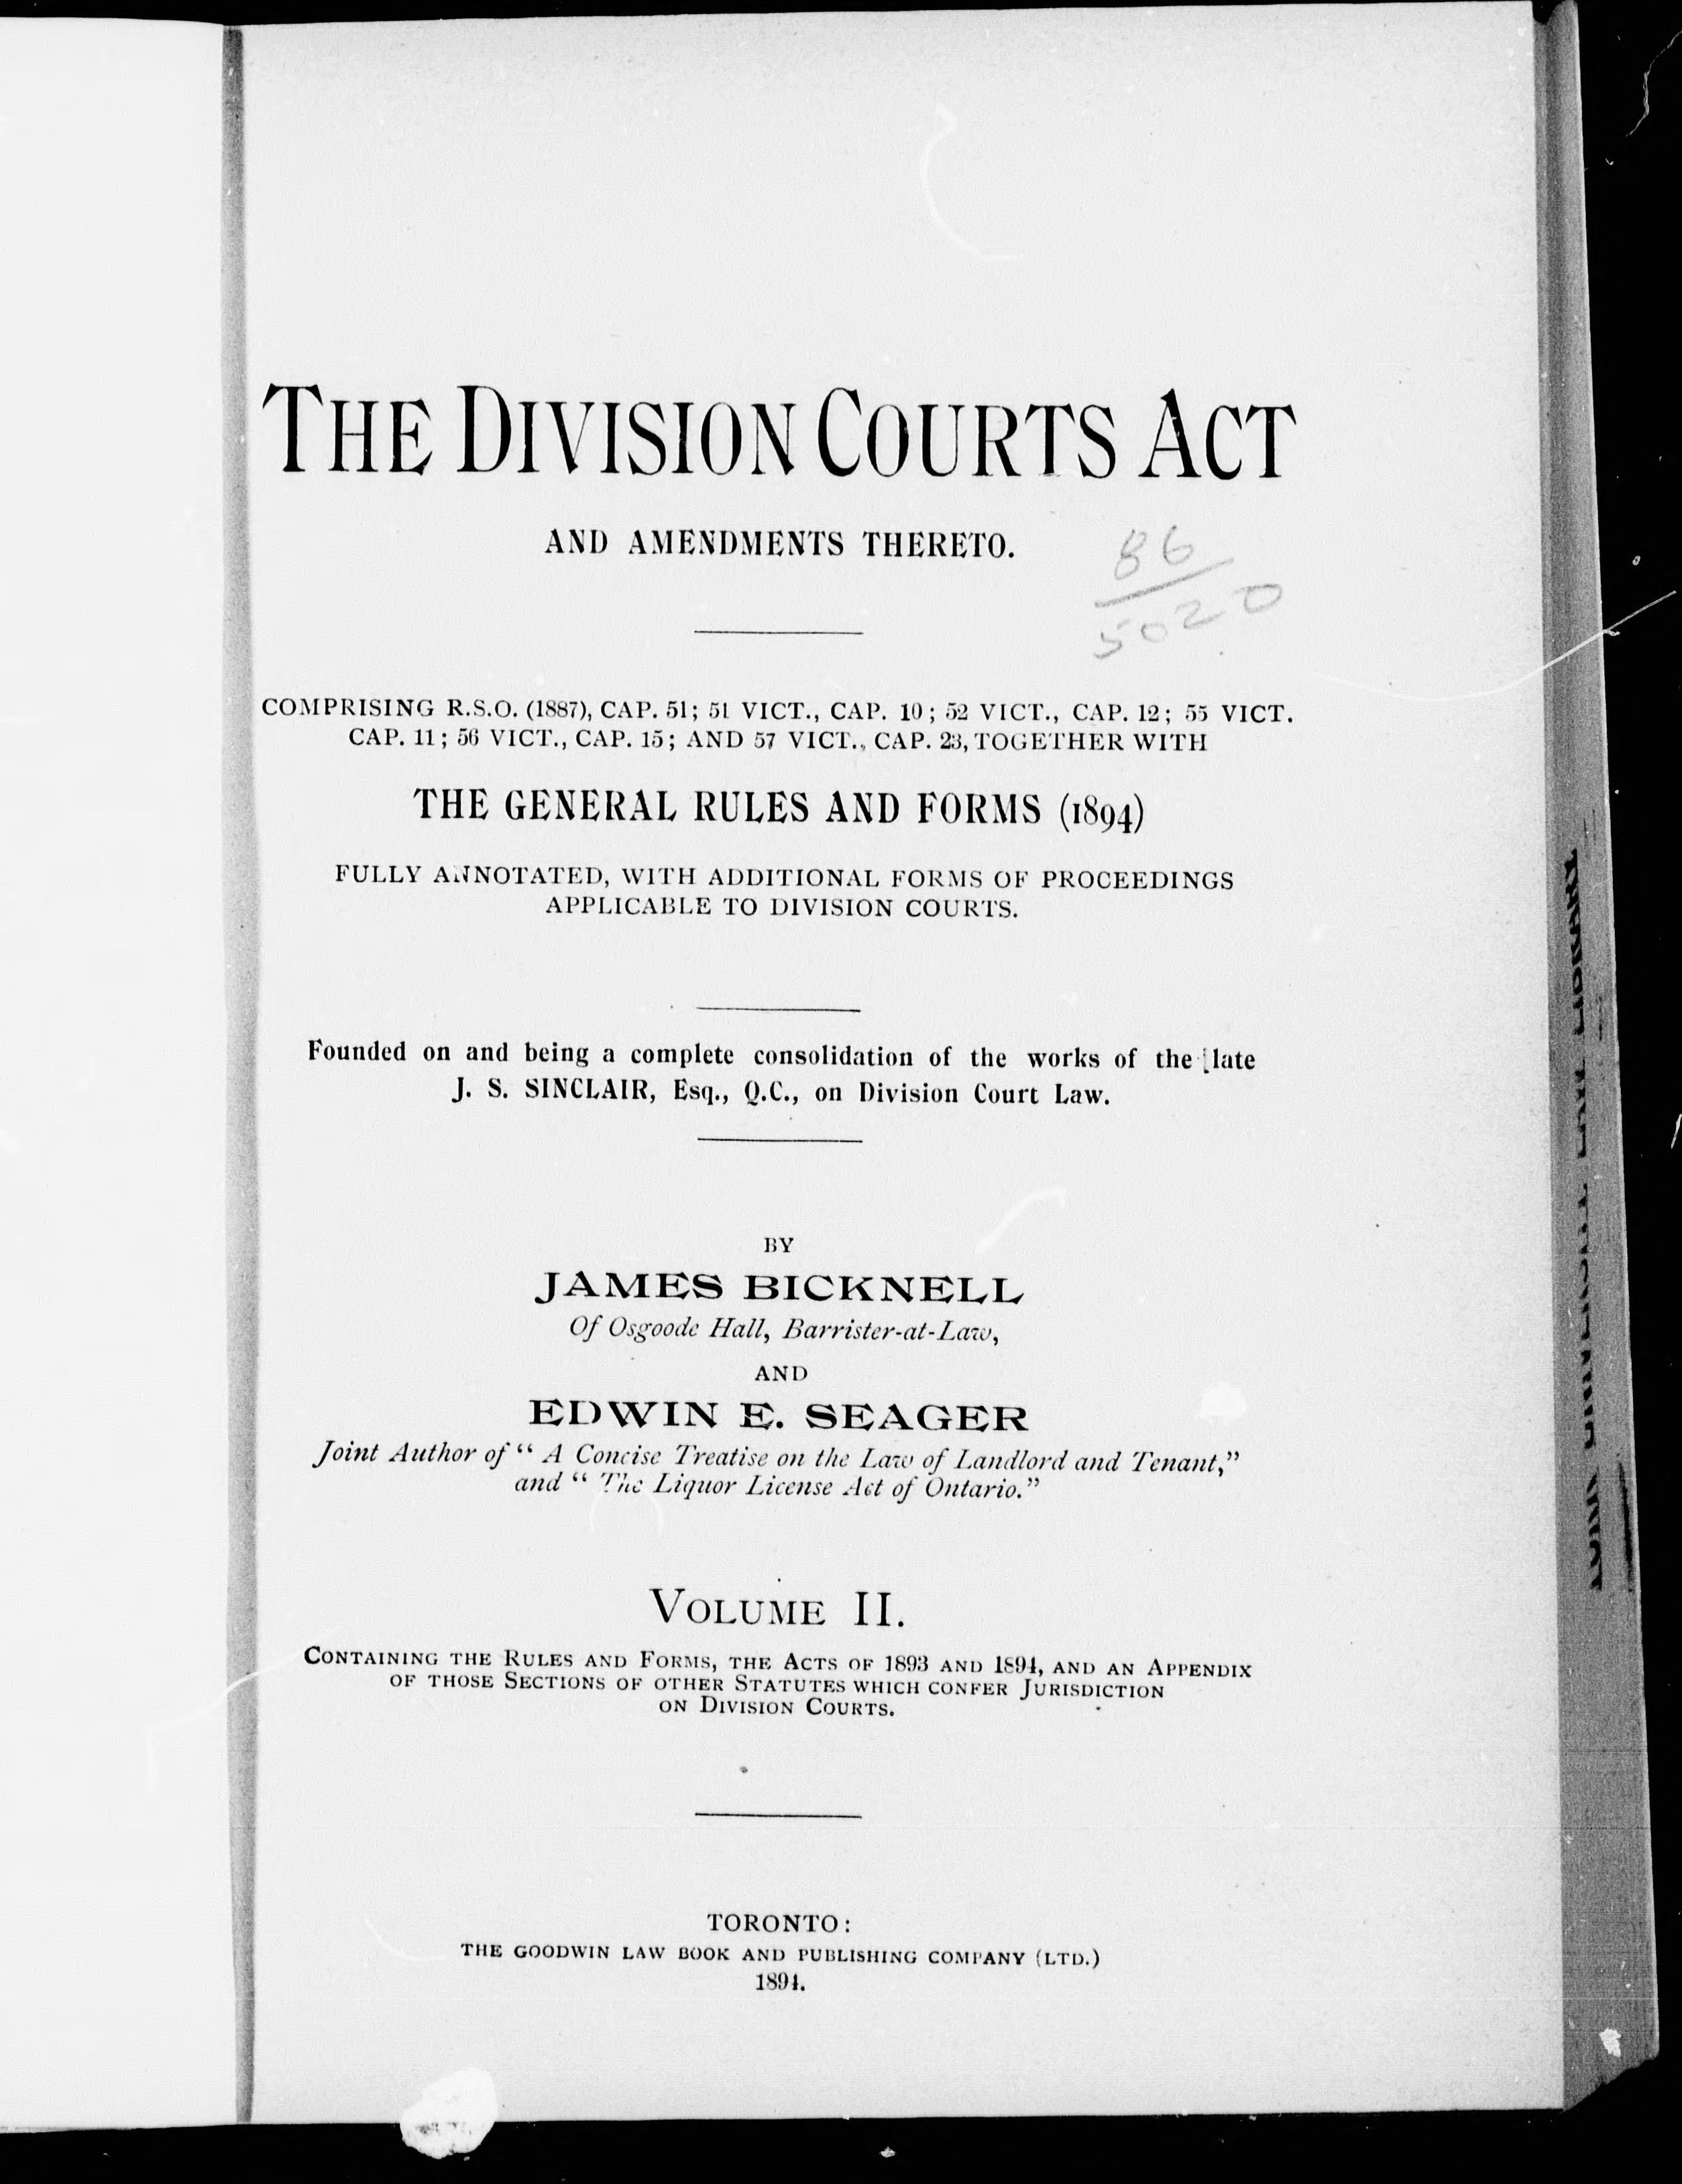 THE DIVISION COURTS ACT
AND AMENDMENTS THERETO.
86
5020
COMPRISING R.S.O. (1887), CAP. 51; 51 VICT., CAP. 10; 52 VICT., CAP. 12; 55 VICT.
CAP. 11; 56 VICT., CAP. 15; AND 57 VICT., CAP. 23, TOGETHER WITH
THE GENERAL RULES AND FORMS (1894)
FULLY ANNOTATED, WITH ADDITIONAL FORMS OF PROCEEDINGS
APPLICABLE TO DIVISION COURTS.
Founded on and being a complete consolidation of the works of the late
J. S. SINCLAIR, Esq., Q.C., on Division Court Law.
BY
JAMES BICKNELL
Of Osgoode Hall, Barrister-at-Law,
AND
EDWIN E. SEAGER
Joint Author of "A Concise Treatise on the Law of Landlord and Tenant,"
and "The Liquor License Act of Ontario."
VOLUME II.
CONTAINING THE RULES AND FORMS, THE ACTS OF 1893 AND 1894, AND AN APPENDIX
OF THOSE SECTIONS OF OTHER STATUTES WHICH CONFER JURISDICTION
ON DIVISION COURTS.
TORONTO:
THE GOODWIN LAW BOOK AND PUBLISHING COMPANY (LTD.)
1894.